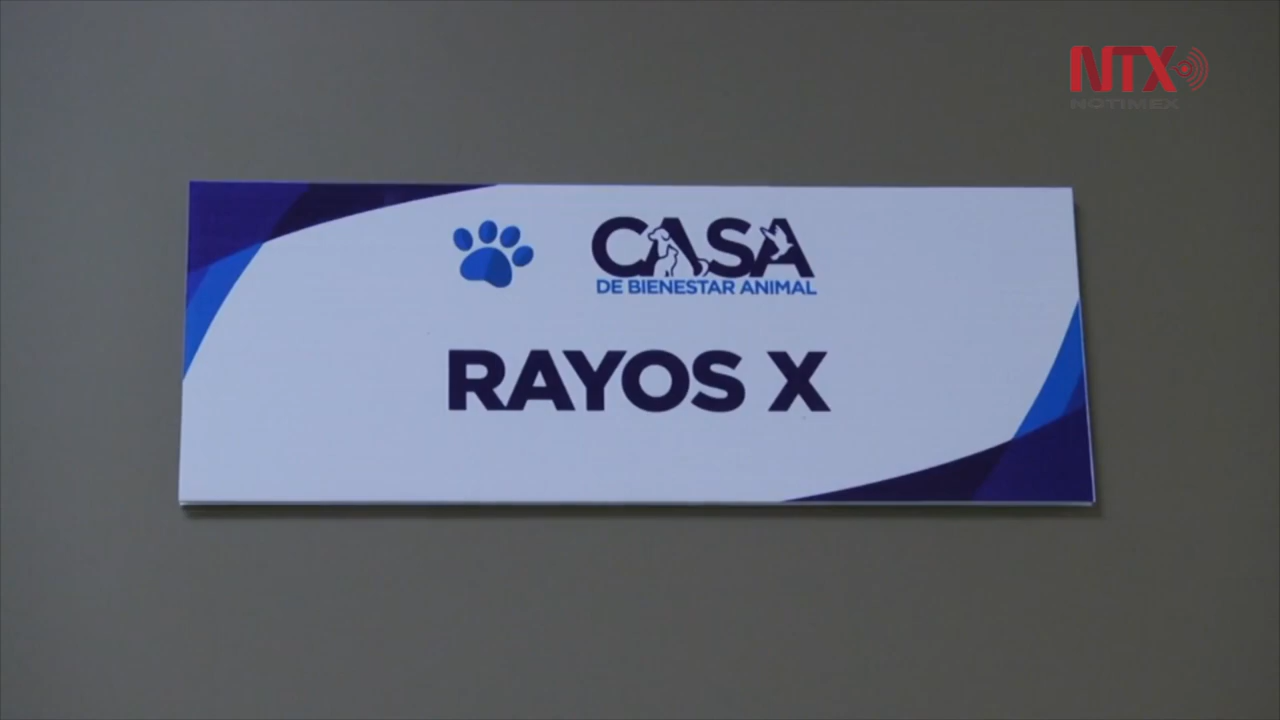 NTX
NOTIMEX
CASA
DE BIENESTAR ANIMAL
RAYOS X